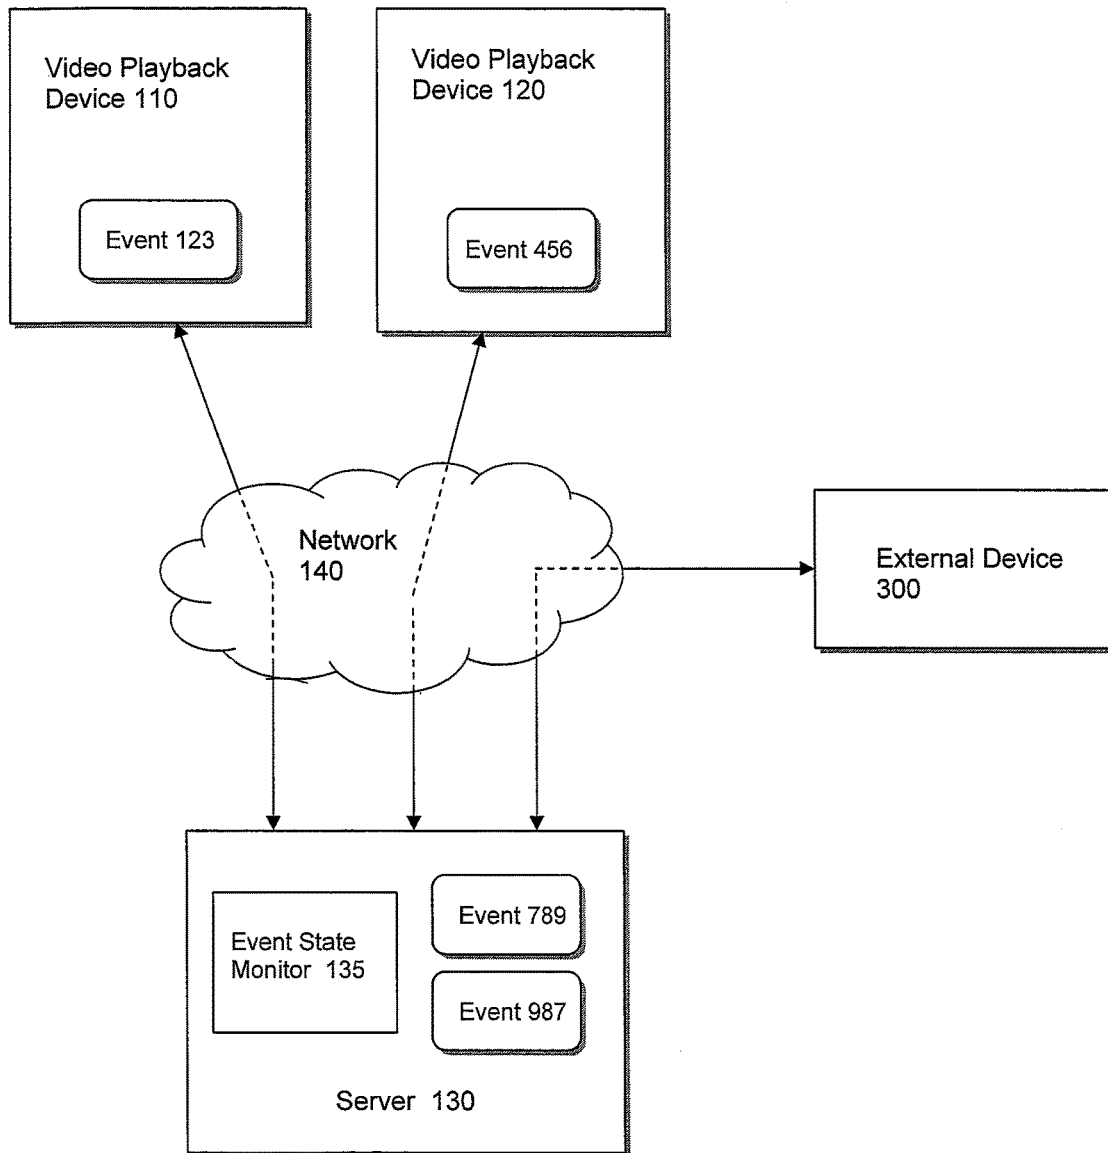 Video Playback
Device 110
Event 123
Video Playback
Device 120
Event 456
Network
140
External Device
300
Event State
Monitor 135
Event 789
Event 987
Server 130